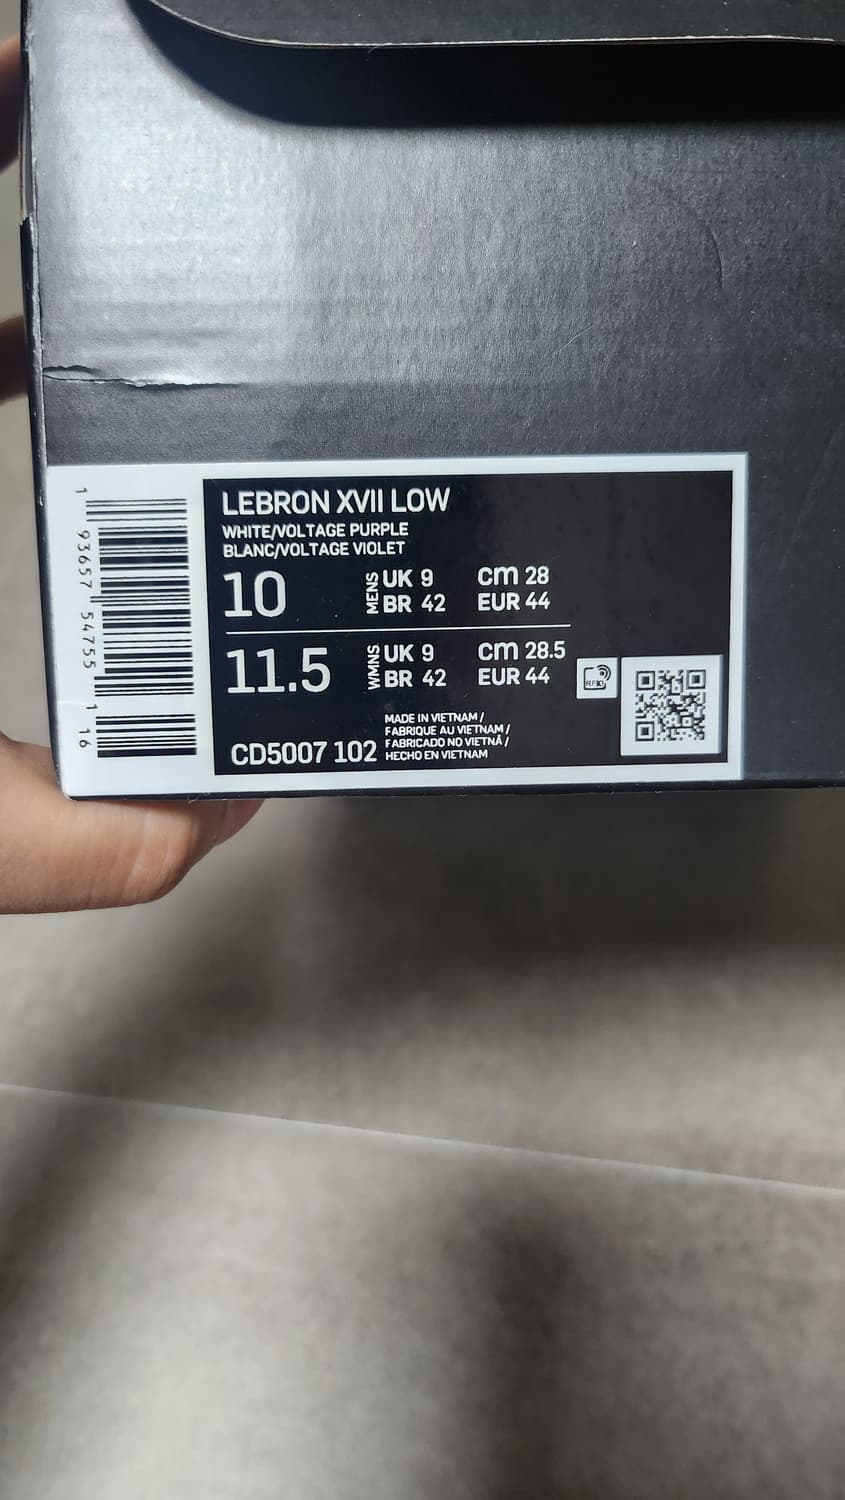 LEBRON XVII LOW
WHITE/VOLTAGE PURPLE
BLANC/VOLTAGE VIOLET
10 MENS UK 9 cm 28
BR 42 EUR 44
11.5 WMNS UK 9 cm 28.5
BR 42 EUR 44
RFID
MADE IN VIETNAM /
FABRIQUE AU VIETNAM /
FABRICADO NO VIETNÃ /
HECHO EN VIETNAM
CD5007 102
1 93657 54755 1 16